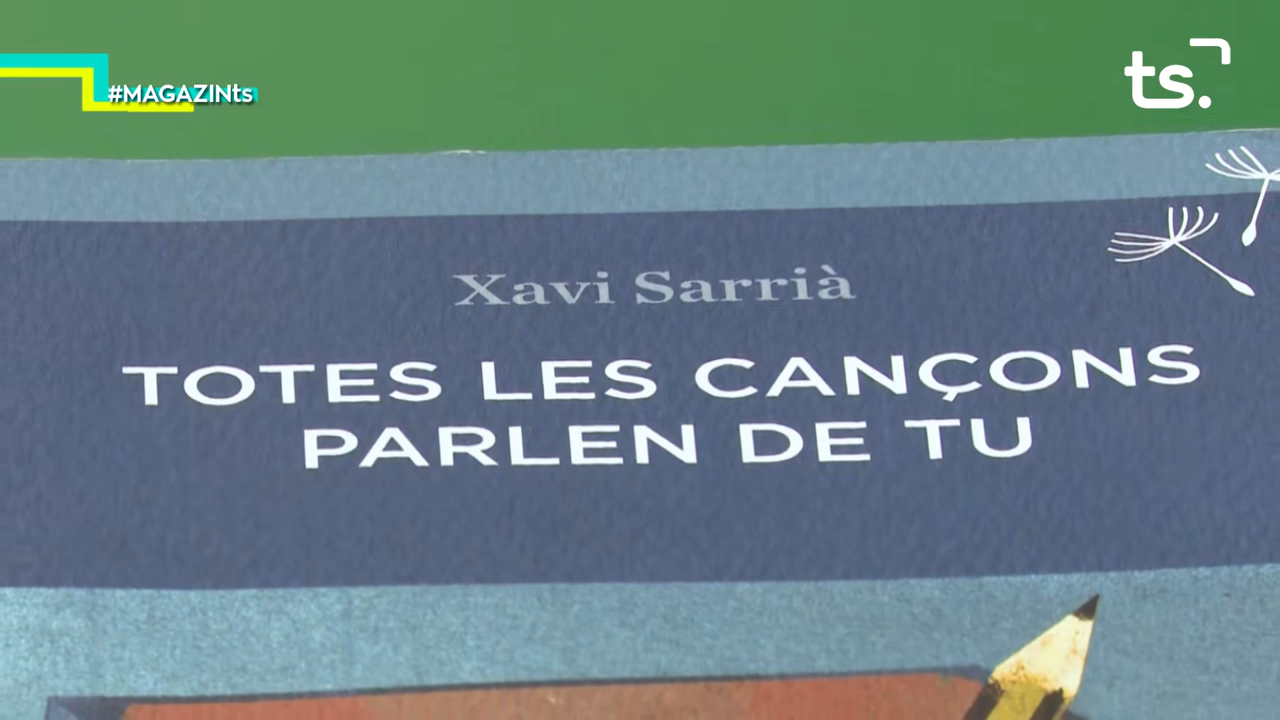 #MAGAZINts
ts.
Xavi Sarrià
TOTES LES CANÇONS
PARLEN DE TU